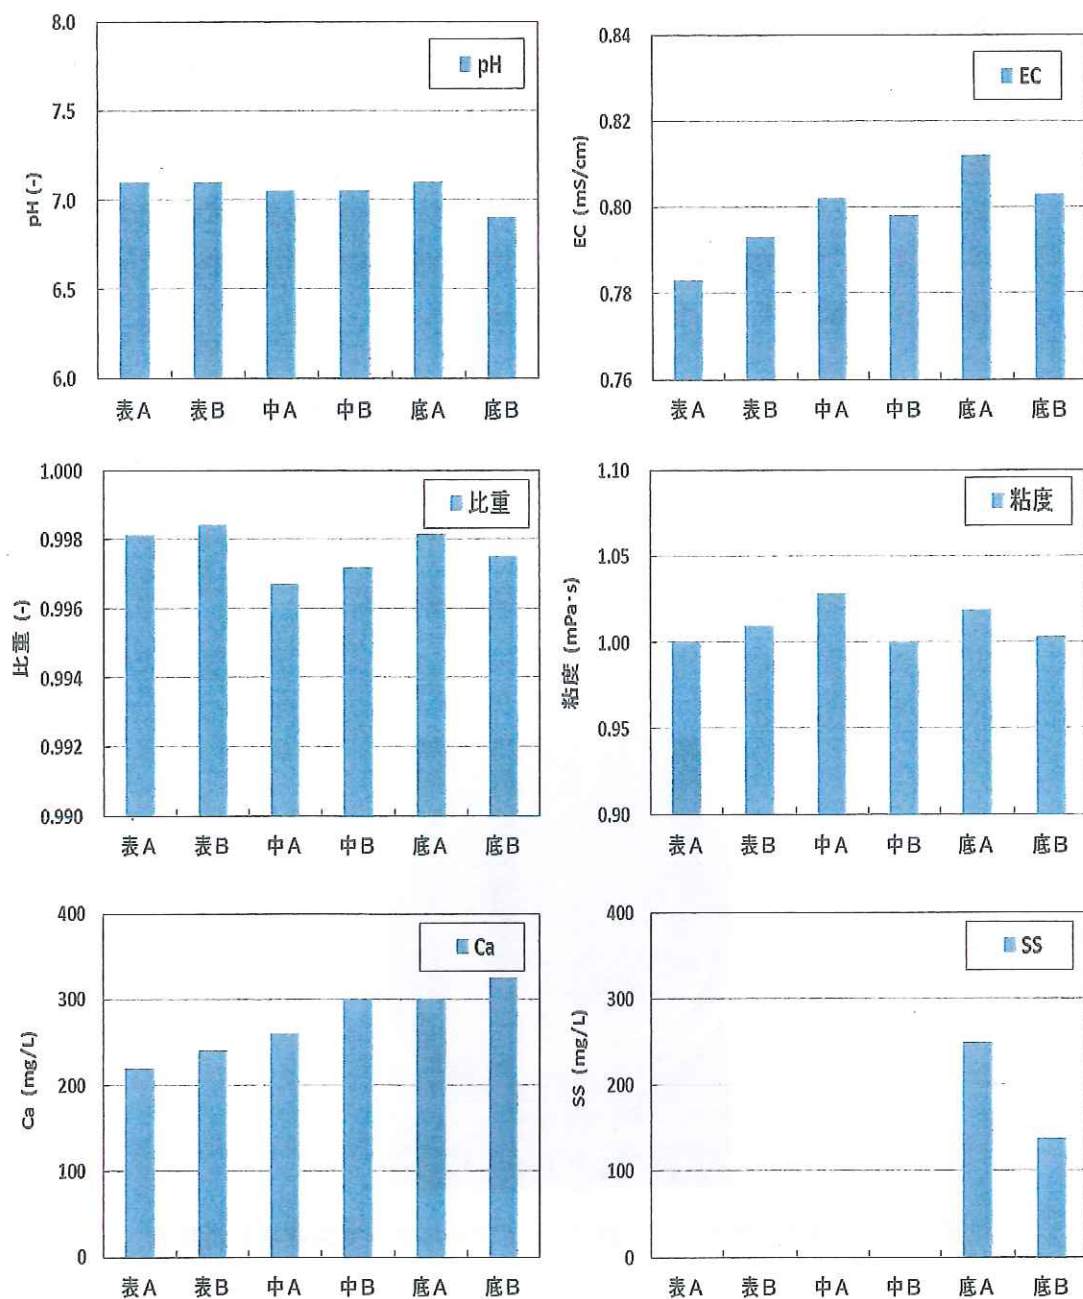 8.0
7.5
7.0
6.5
6.0
pH (-)
pH
表A 表B 中A 中B 底A 底B
0.84
0.82
0.80
0.78
0.76
EC (mS/cm)
EC
表A 表B 中A 中B 底A 底B
1.000
0.998
0.996
0.994
0.992
0.990
比重 (-)
比重
表A 表B 中A 中B 底A 底B
1.10
1.05
1.00
0.95
0.90
粘度 (mPa·s)
粘度
表A 表B 中A 中B 底A 底B
400
300
200
100
0
Ca (mg/L)
Ca
表A 表B 中A 中B 底A 底B
400
300
200
100
0
SS (mg/L)
SS
表A 表B 中A 中B 底A 底B